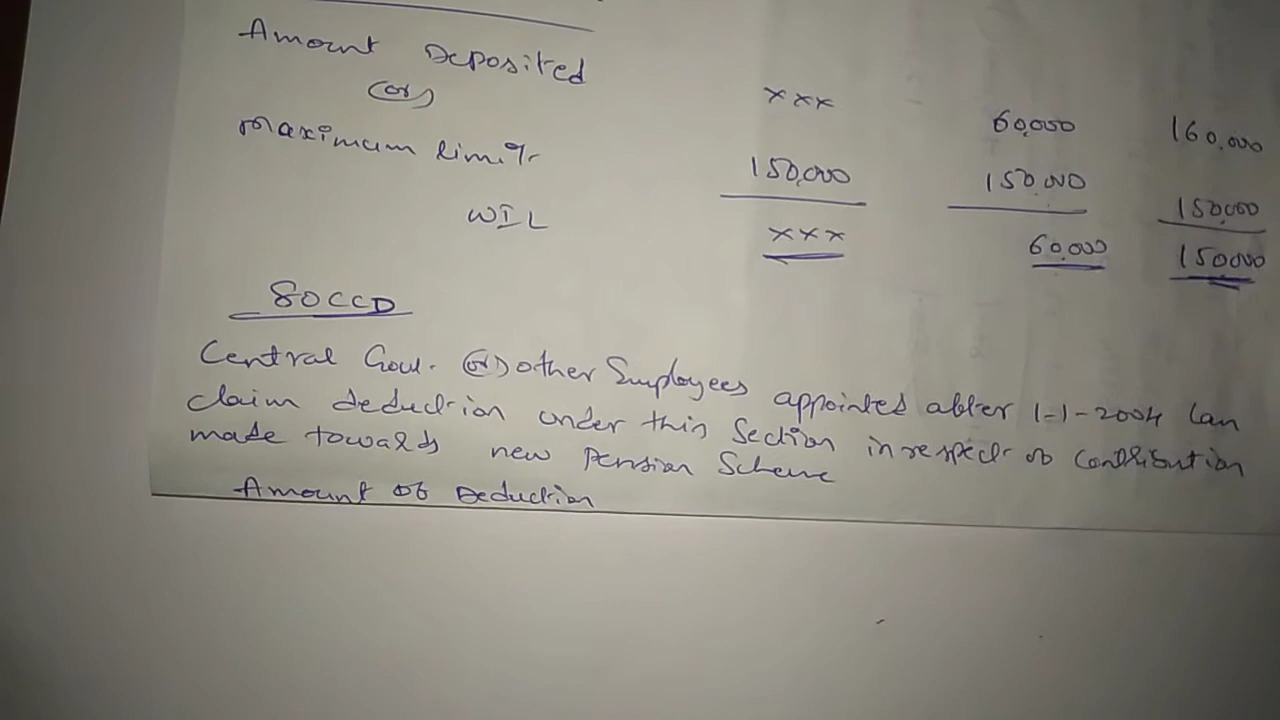 Amount Deposited xxx 60,000 160,000
(or)
Maximum limit 150,000 150,000 150,000
WIL xxx 60,000 150,000
80CCD
Central Govt. (or) other Employees appointed after 1-1-2004 Can
claim deduction under this Section in respect of Contribution
made towards new Pension Scheme
Amount of Deduction